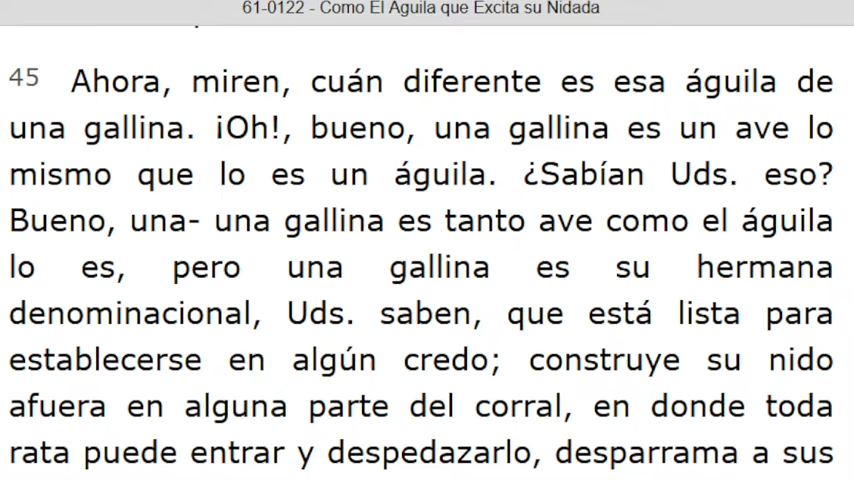 61-0122 - Como El Aguila que Excita su Nidada
45 Ahora, miren, cuán diferente es esa águila de
una gallina. ¡Oh!, bueno, una gallina es un ave lo
mismo que lo es un águila. ¿Sabían Uds. eso?
Bueno, una- una gallina es tanto ave como el águila
lo es, pero una gallina es su hermana
denominacional, Uds. saben, que está lista para
establecerse en algún credo; construye su nido
afuera en alguna parte del corral, en donde toda
rata puede entrar y despedazarlo, desparrama a sus